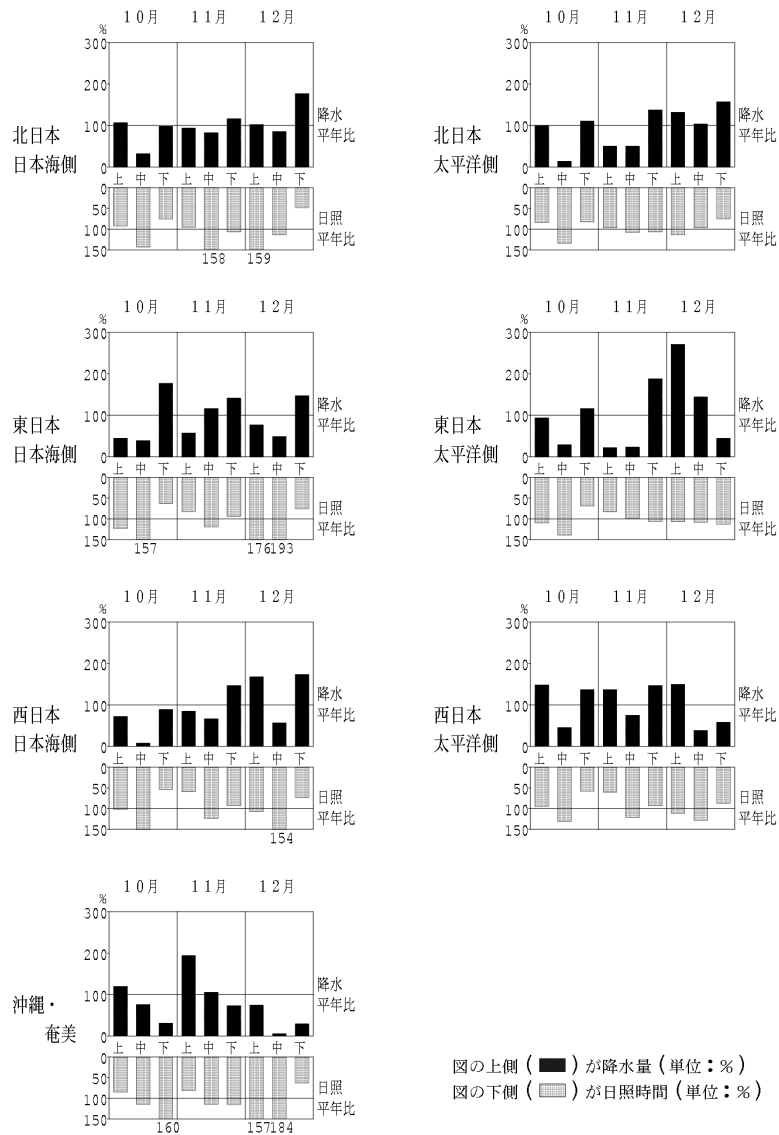 10月 11月 12月
%
300
200
100
0
降水
平年比
北日本
日本海側
上 中 下 上 中 下 上 中 下
0
50
100
150
日照
平年比
158 159
10月 11月 12月
%
300
200
100
0
降水
平年比
北日本
太平洋側
上 中 下 上 中 下 上 中 下
0
50
100
150
日照
平年比
10月 11月 12月
%
300
200
100
0
降水
平年比
東日本
日本海側
上 中 下 上 中 下 上 中 下
0
50
100
150
日照
平年比
157 176193
10月 11月 12月
%
300
200
100
0
降水
平年比
東日本
太平洋側
上 中 下 上 中 下 上 中 下
0
50
100
150
日照
平年比
10月 11月 12月
%
300
200
100
0
降水
平年比
西日本
日本海側
上 中 下 上 中 下 上 中 下
0
50
100
150
日照
平年比
154
10月 11月 12月
%
300
200
100
0
降水
平年比
西日本
太平洋側
上 中 下 上 中 下 上 中 下
0
50
100
150
日照
平年比
10月 11月 12月
%
300
200
100
0
降水
平年比
沖縄・
奄美
上 中 下 上 中 下 上 中 下
0
50
100
150
日照
平年比
160 157184
図の上側（ ）が降水量（単位：％）
図の下側（ ）が日照時間（単位：％）